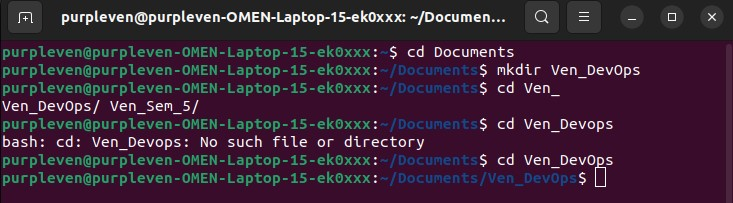 purpleven@purpleven-OMEN-Laptop-15-ek0xxx: ~/Documen...
purpleven@purpleven-OMEN-Laptop-15-ek0xxx:~$ cd Documents
purpleven@purpleven-OMEN-Laptop-15-ek0xxx:~/Documents$ mkdir Ven_DevOps
purpleven@purpleven-OMEN-Laptop-15-ek0xxx:~/Documents$ cd Ven_
Ven_DevOps/ Ven_Sem_5/
purpleven@purpleven-OMEN-Laptop-15-ek0xxx:~/Documents$ cd Ven_Devops
bash: cd: Ven_Devops: No such file or directory
purpleven@purpleven-OMEN-Laptop-15-ek0xxx:~/Documents$ cd Ven_DevOps
purpleven@purpleven-OMEN-Laptop-15-ek0xxx:~/Documents/Ven_DevOps$